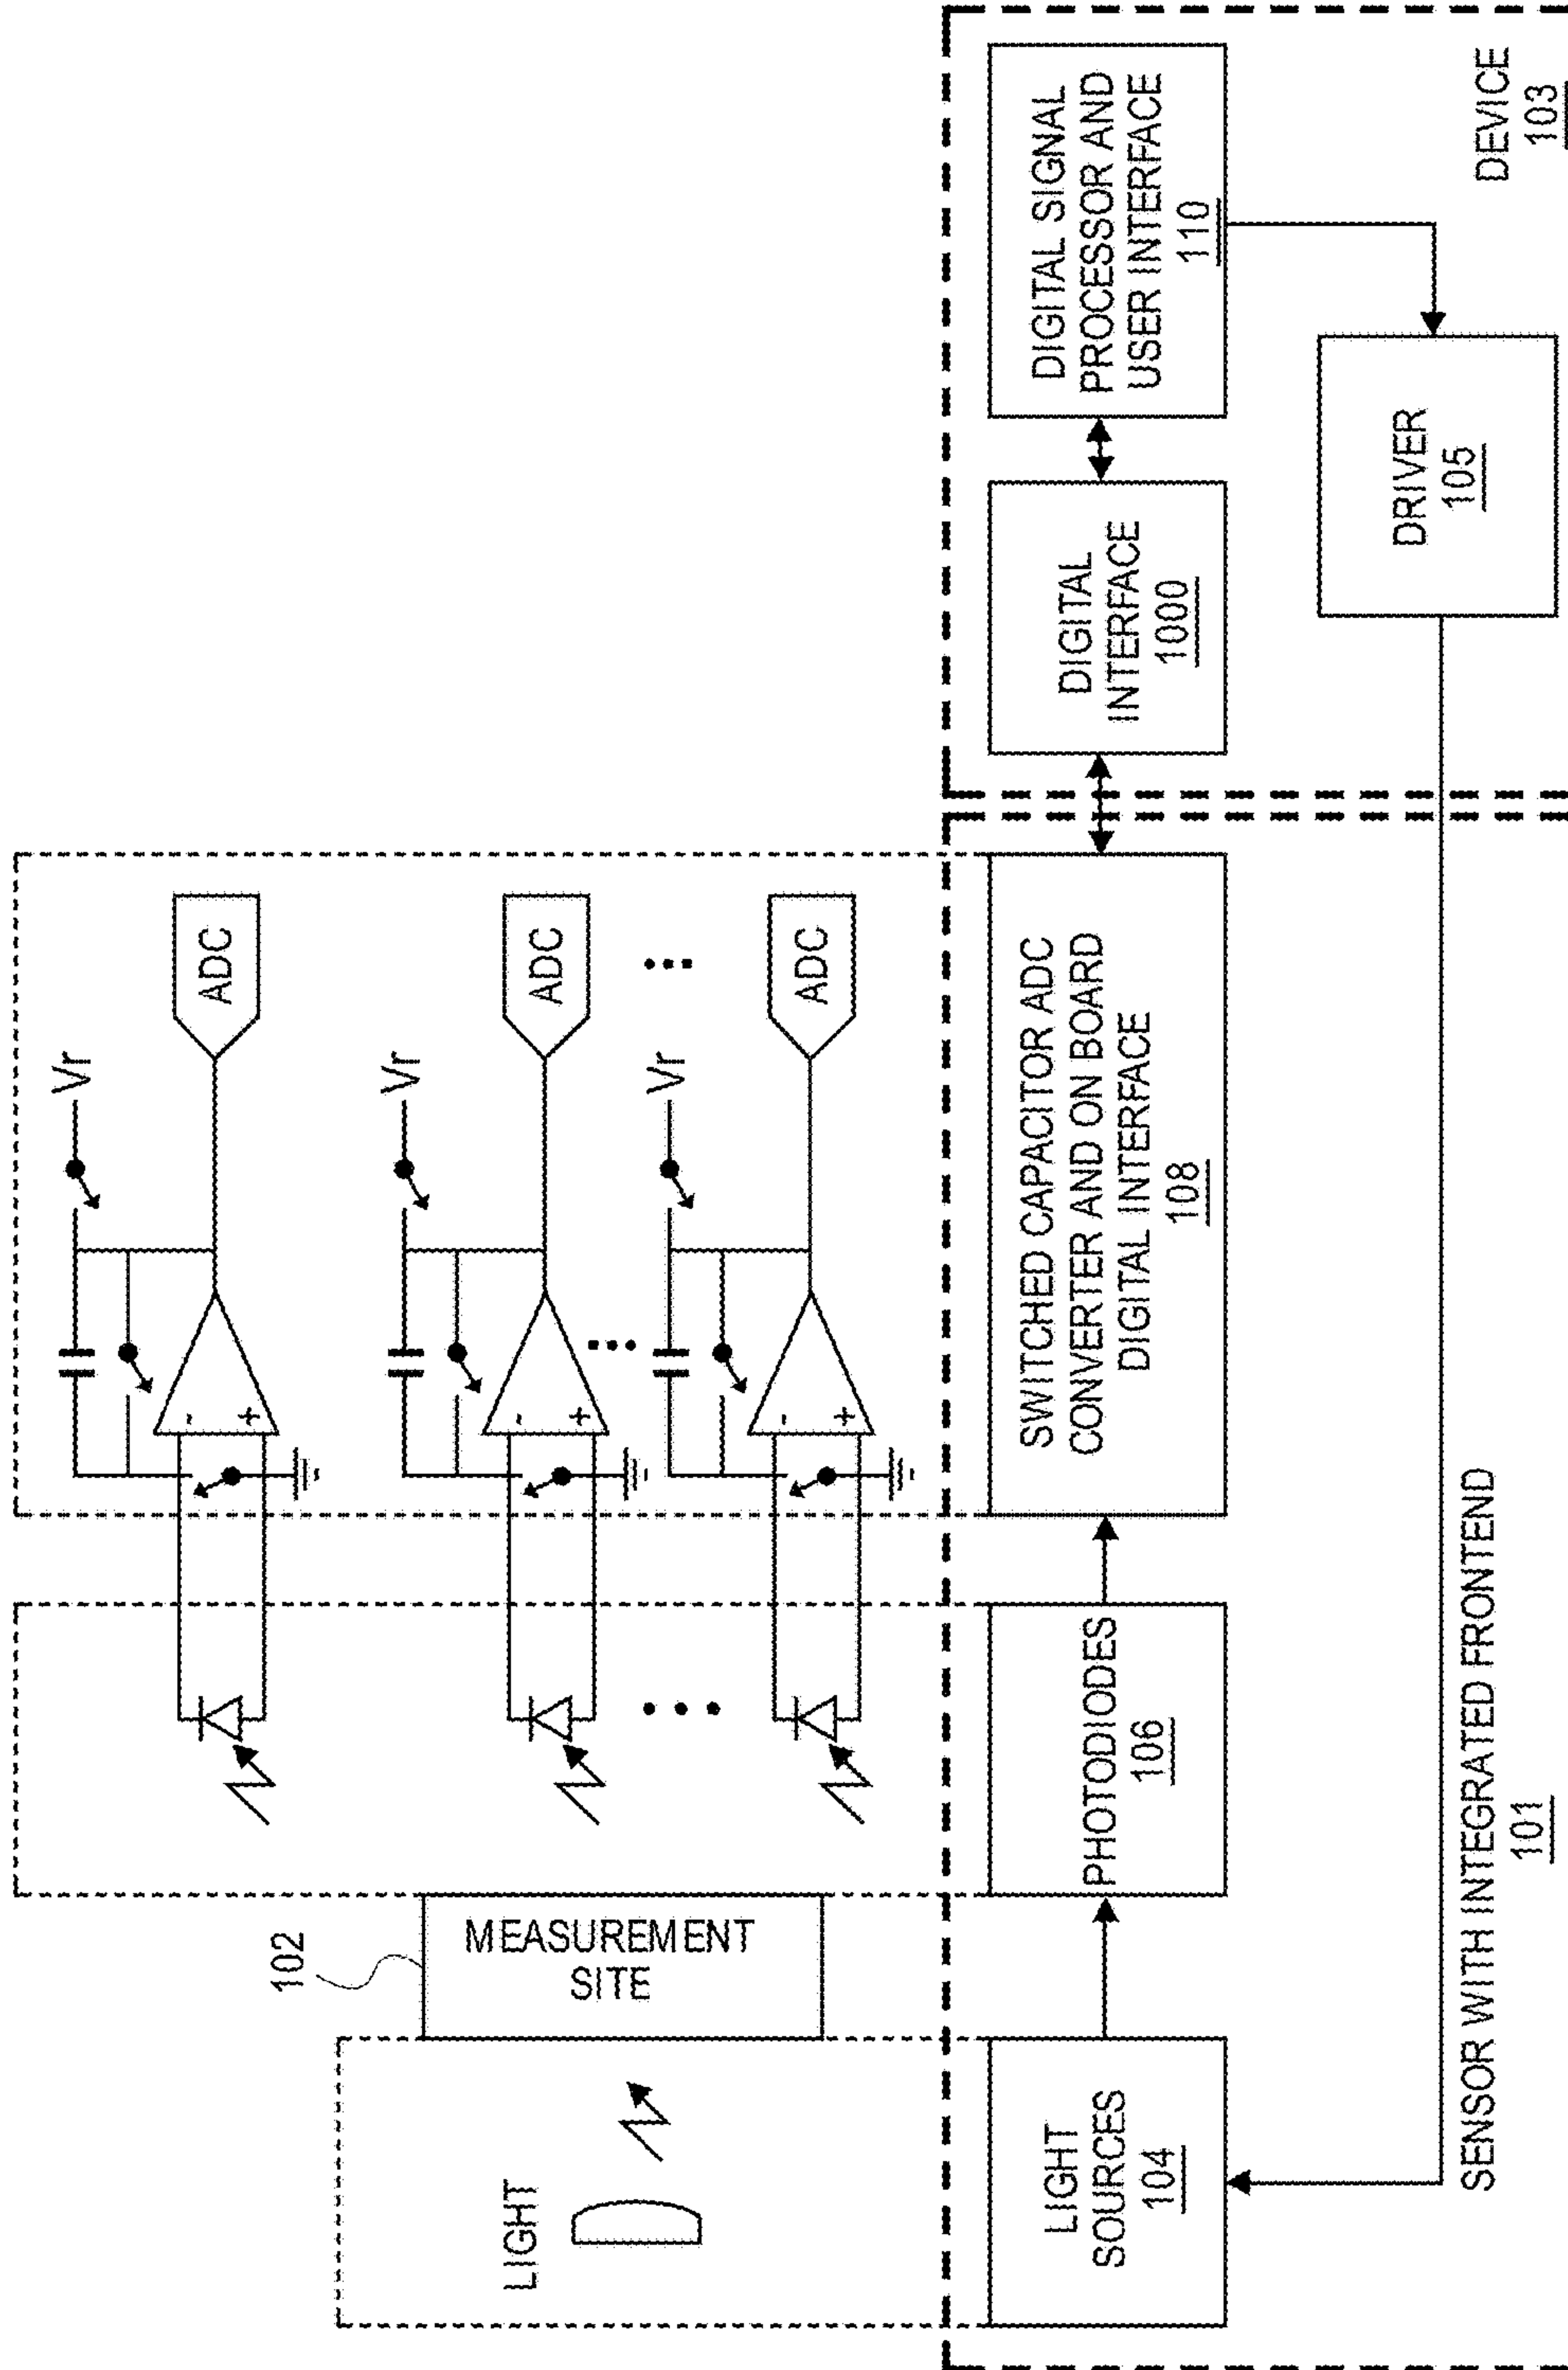 Vr
ADC
Vr
ADC
Vr
ADC
-
+
-
+
-
+
102
LIGHT
MEASUREMENT
SITE
LIGHT
SOURCES
104
PHOTODIODES
106
SWITCHED CAPACITOR ADC
CONVERTER AND ON BOARD
DIGITAL INTERFACE
108
DIGITAL
INTERFACE
1000
DIGITAL SIGNAL
PROCESSOR AND
USER INTERFACE
110
DRIVER
105
SENSOR WITH INTEGRATED FRONTEND
101
DEVICE
103